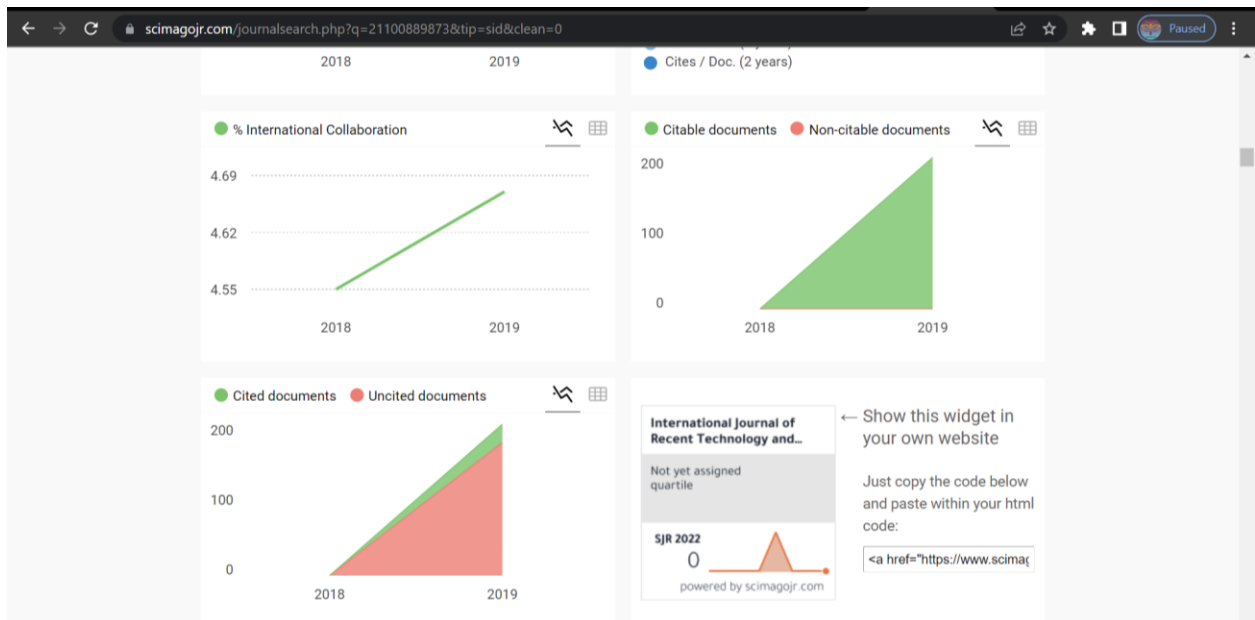 scimagojr.com/journalsearch.php?q=21100889873&tip=sid&clean=0
Paused
2018 2019
Cites / Doc. (2 years)
% International Collaboration
4.69
4.62
4.55
2018 2019
Citable documents Non-citable documents
200
100
0
2018 2019
Cited documents Uncited documents
200
100
0
2018 2019
International Journal of
Recent Technology and...
Not yet assigned
quartile
SJR 2022
0
powered by scimagojr.com
← Show this widget in
your own website
Just copy the code below
and paste within your html
code:
<a href="https://www.scimag